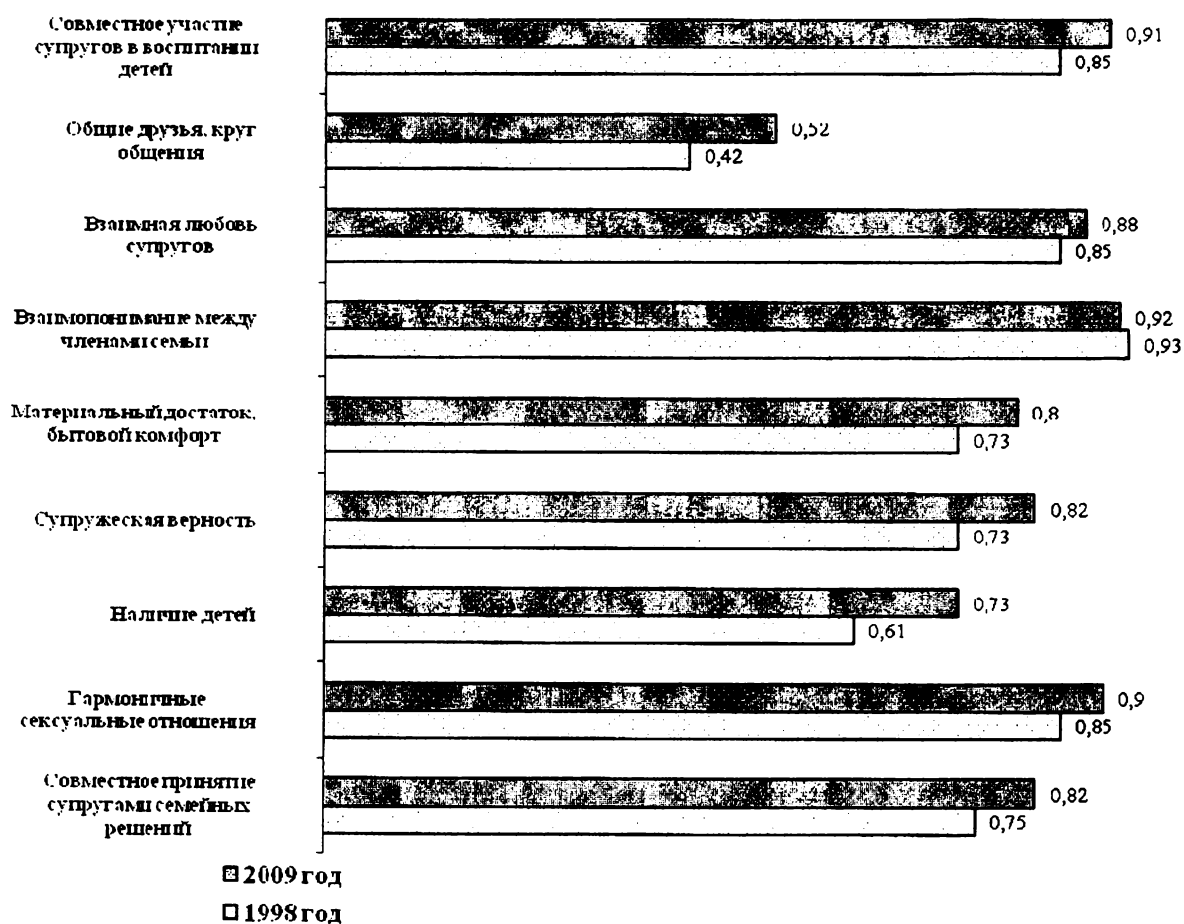 Совместное участие
супругов в воспитании
детей
0,91
0,85
Общие друзья, круг
общения
0,52
0,42
Взаимная любовь
супругов
0,88
0,85
Взаимопонимание между
членами семьи
0,92
0,93
Материальный достаток,
бытовой комфорт
0,8
0,73
Супружеская верность
0,82
0,73
Наличие детей
0,73
0,61
Гармоничные
сексуальные отношения
0,9
0,85
Совместное принятие
супругами семейных
решений
0,82
0,75
2009 год
1998 год